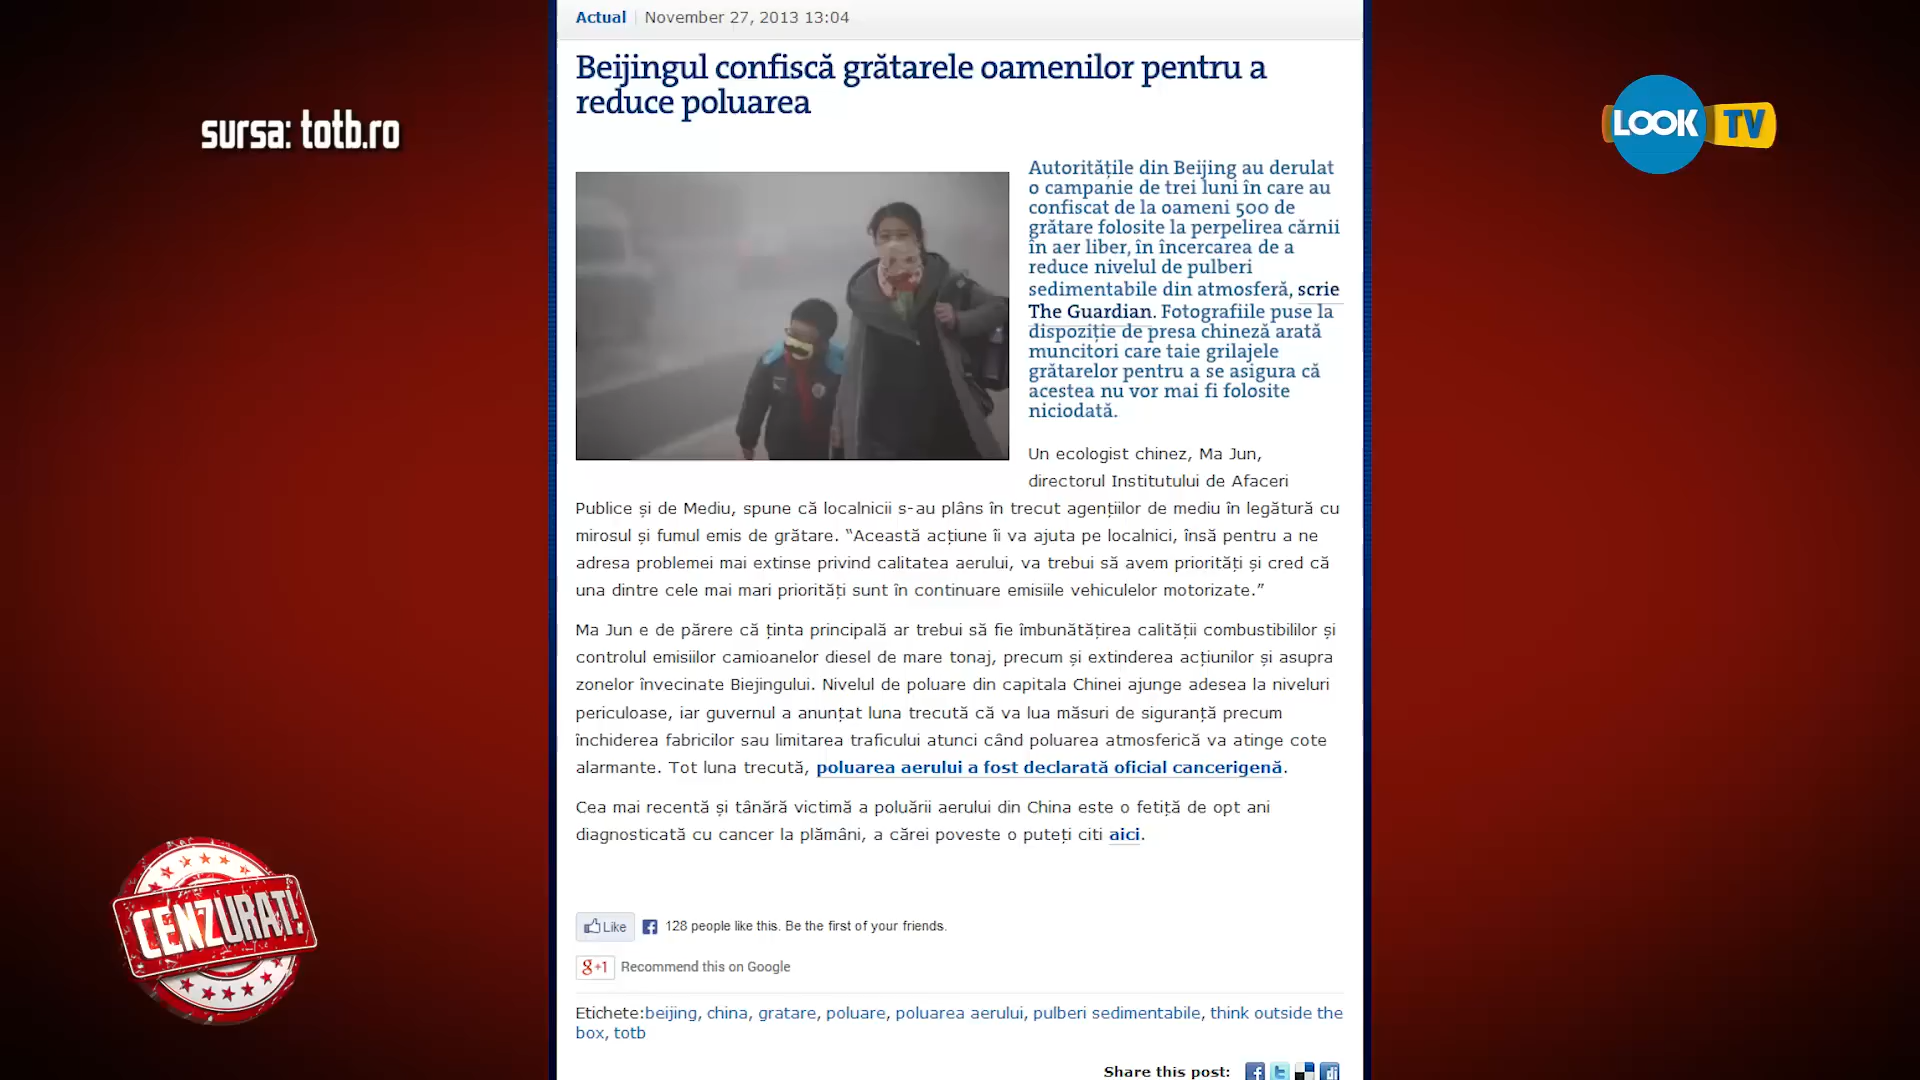 Actual
November 27, 2013 13:04
Beijingul confiscă grătarele oamenilor pentru a
reduce poluarea
sursa: totb.ro
LOOK TV
Autoritățile din Beijing au derulat
o campanie de trei luni în care au
confiscat de la oameni 500 de
grătare folosite la perpelirea cărnii
în aer liber, în încercarea de a
reduce nivelul de pulberi
sedimentabile din atmosferă, scrie
The Guardian. Fotografiile puse la
dispoziție de presa chineză arată
muncitori care taie grilajele
grătarelor pentru a se asigura că
acestea nu vor mai fi folosite
niciodată.
Un ecologist chinez, Ma Jun,
directorul Institutului de Afaceri
Publice și de Mediu, spune că localnicii s-au plâns în trecut agențiilor de mediu în legătură cu
mirosul și fumul emis de grătare. “Această acțiune îi va ajuta pe localnici, însă pentru a ne
adresa problemei mai extinse privind calitatea aerului, va trebui să avem priorități și cred că
una dintre cele mai mari priorități sunt în continuare emisiile vehiculelor motorizate.”
Ma Jun e de părere că ținta principală ar trebui să fie îmbunătățirea calității combustibililor și
controlul emisiilor camioanelor diesel de mare tonaj, precum și extinderea acțiunilor și asupra
zonelor învecinate Biejingului. Nivelul de poluare din capitala Chinei ajunge adesea la niveluri
periculoase, iar guvernul a anunțat luna trecută că va lua măsuri de siguranță precum
închiderea fabricilor sau limitarea traficului atunci când poluarea atmosferică va atinge cote
alarmante. Tot luna trecută, poluarea aerului a fost declarată oficial cancerigenă.
Cea mai recentă și tânără victimă a poluării aerului din China este o fetiță de opt ani
diagnosticată cu cancer la plămâni, a cărei poveste o puteți citi aici.
CENZURAT!
Like
128 people like this. Be the first of your friends.
g+1 Recommend this on Google
Etichete:beijing, china, gratare, poluare, poluarea aerului, pulberi sedimentabile, think outside the
box, totb
Share this post: